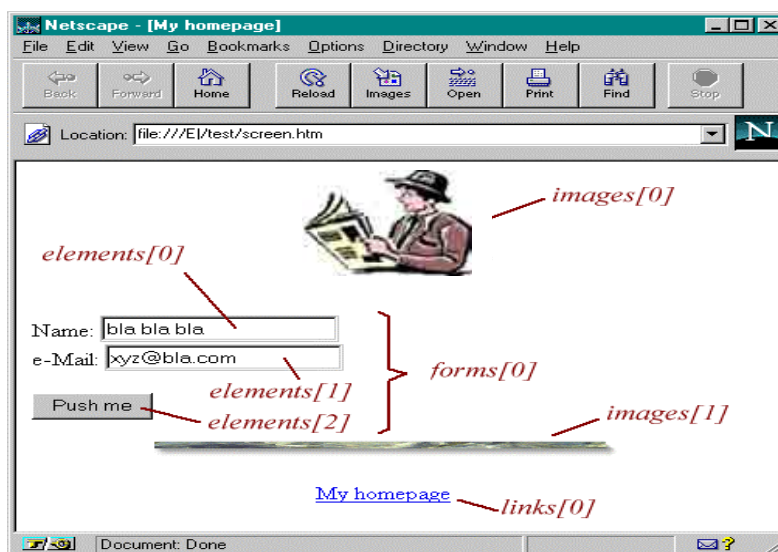 Netscape - [My homepage]
File Edit View Go Bookmarks Options Directory Window Help
Back Forward Home Reload Images Open Print Find Stop
Location: file:///E|/test/screen.htm
N
images[0]
elements[0]
Name: bla bla bla
e-Mail: xyz@bla.com
forms[0]
elements[1]
Push me
elements[2]
images[1]
My homepage
links[0]
Document: Done